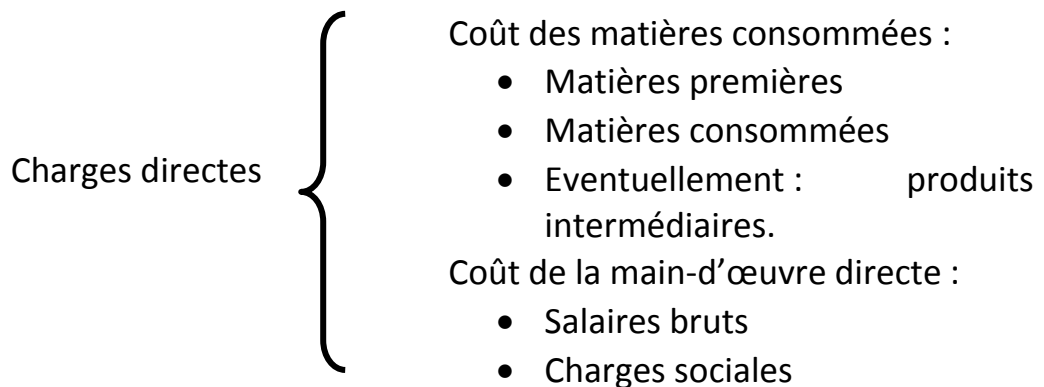 Charges directes
Coût des matières consommées :
• Matières premières
• Matières consommées
• Eventuellement : produits
intermédiaires.
Coût de la main-d’œuvre directe :
• Salaires bruts
• Charges sociales